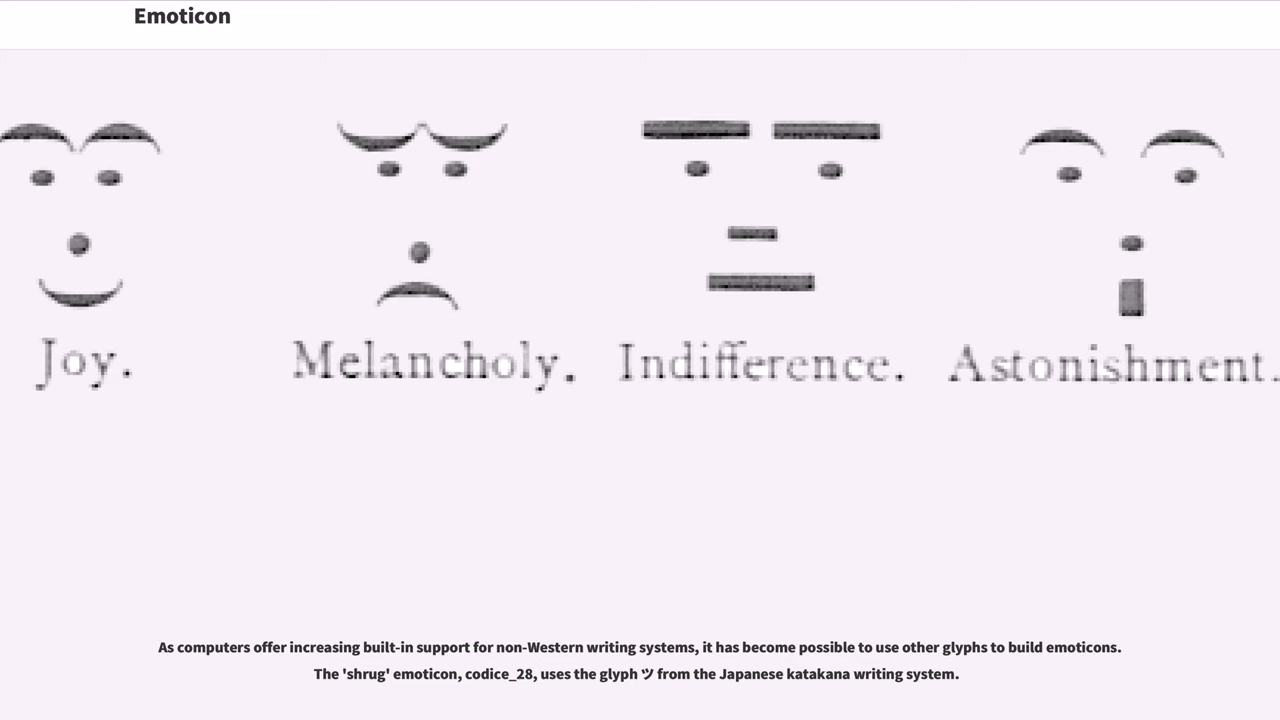 Emoticon
Joy. Melancholy. Indifference. Astonishment.
As computers offer increasing built-in support for non-Western writing systems, it has become possible to use other glyphs to build emoticons.
The 'shrug' emoticon, codice_28, uses the glyph ツ from the Japanese katakana writing system.